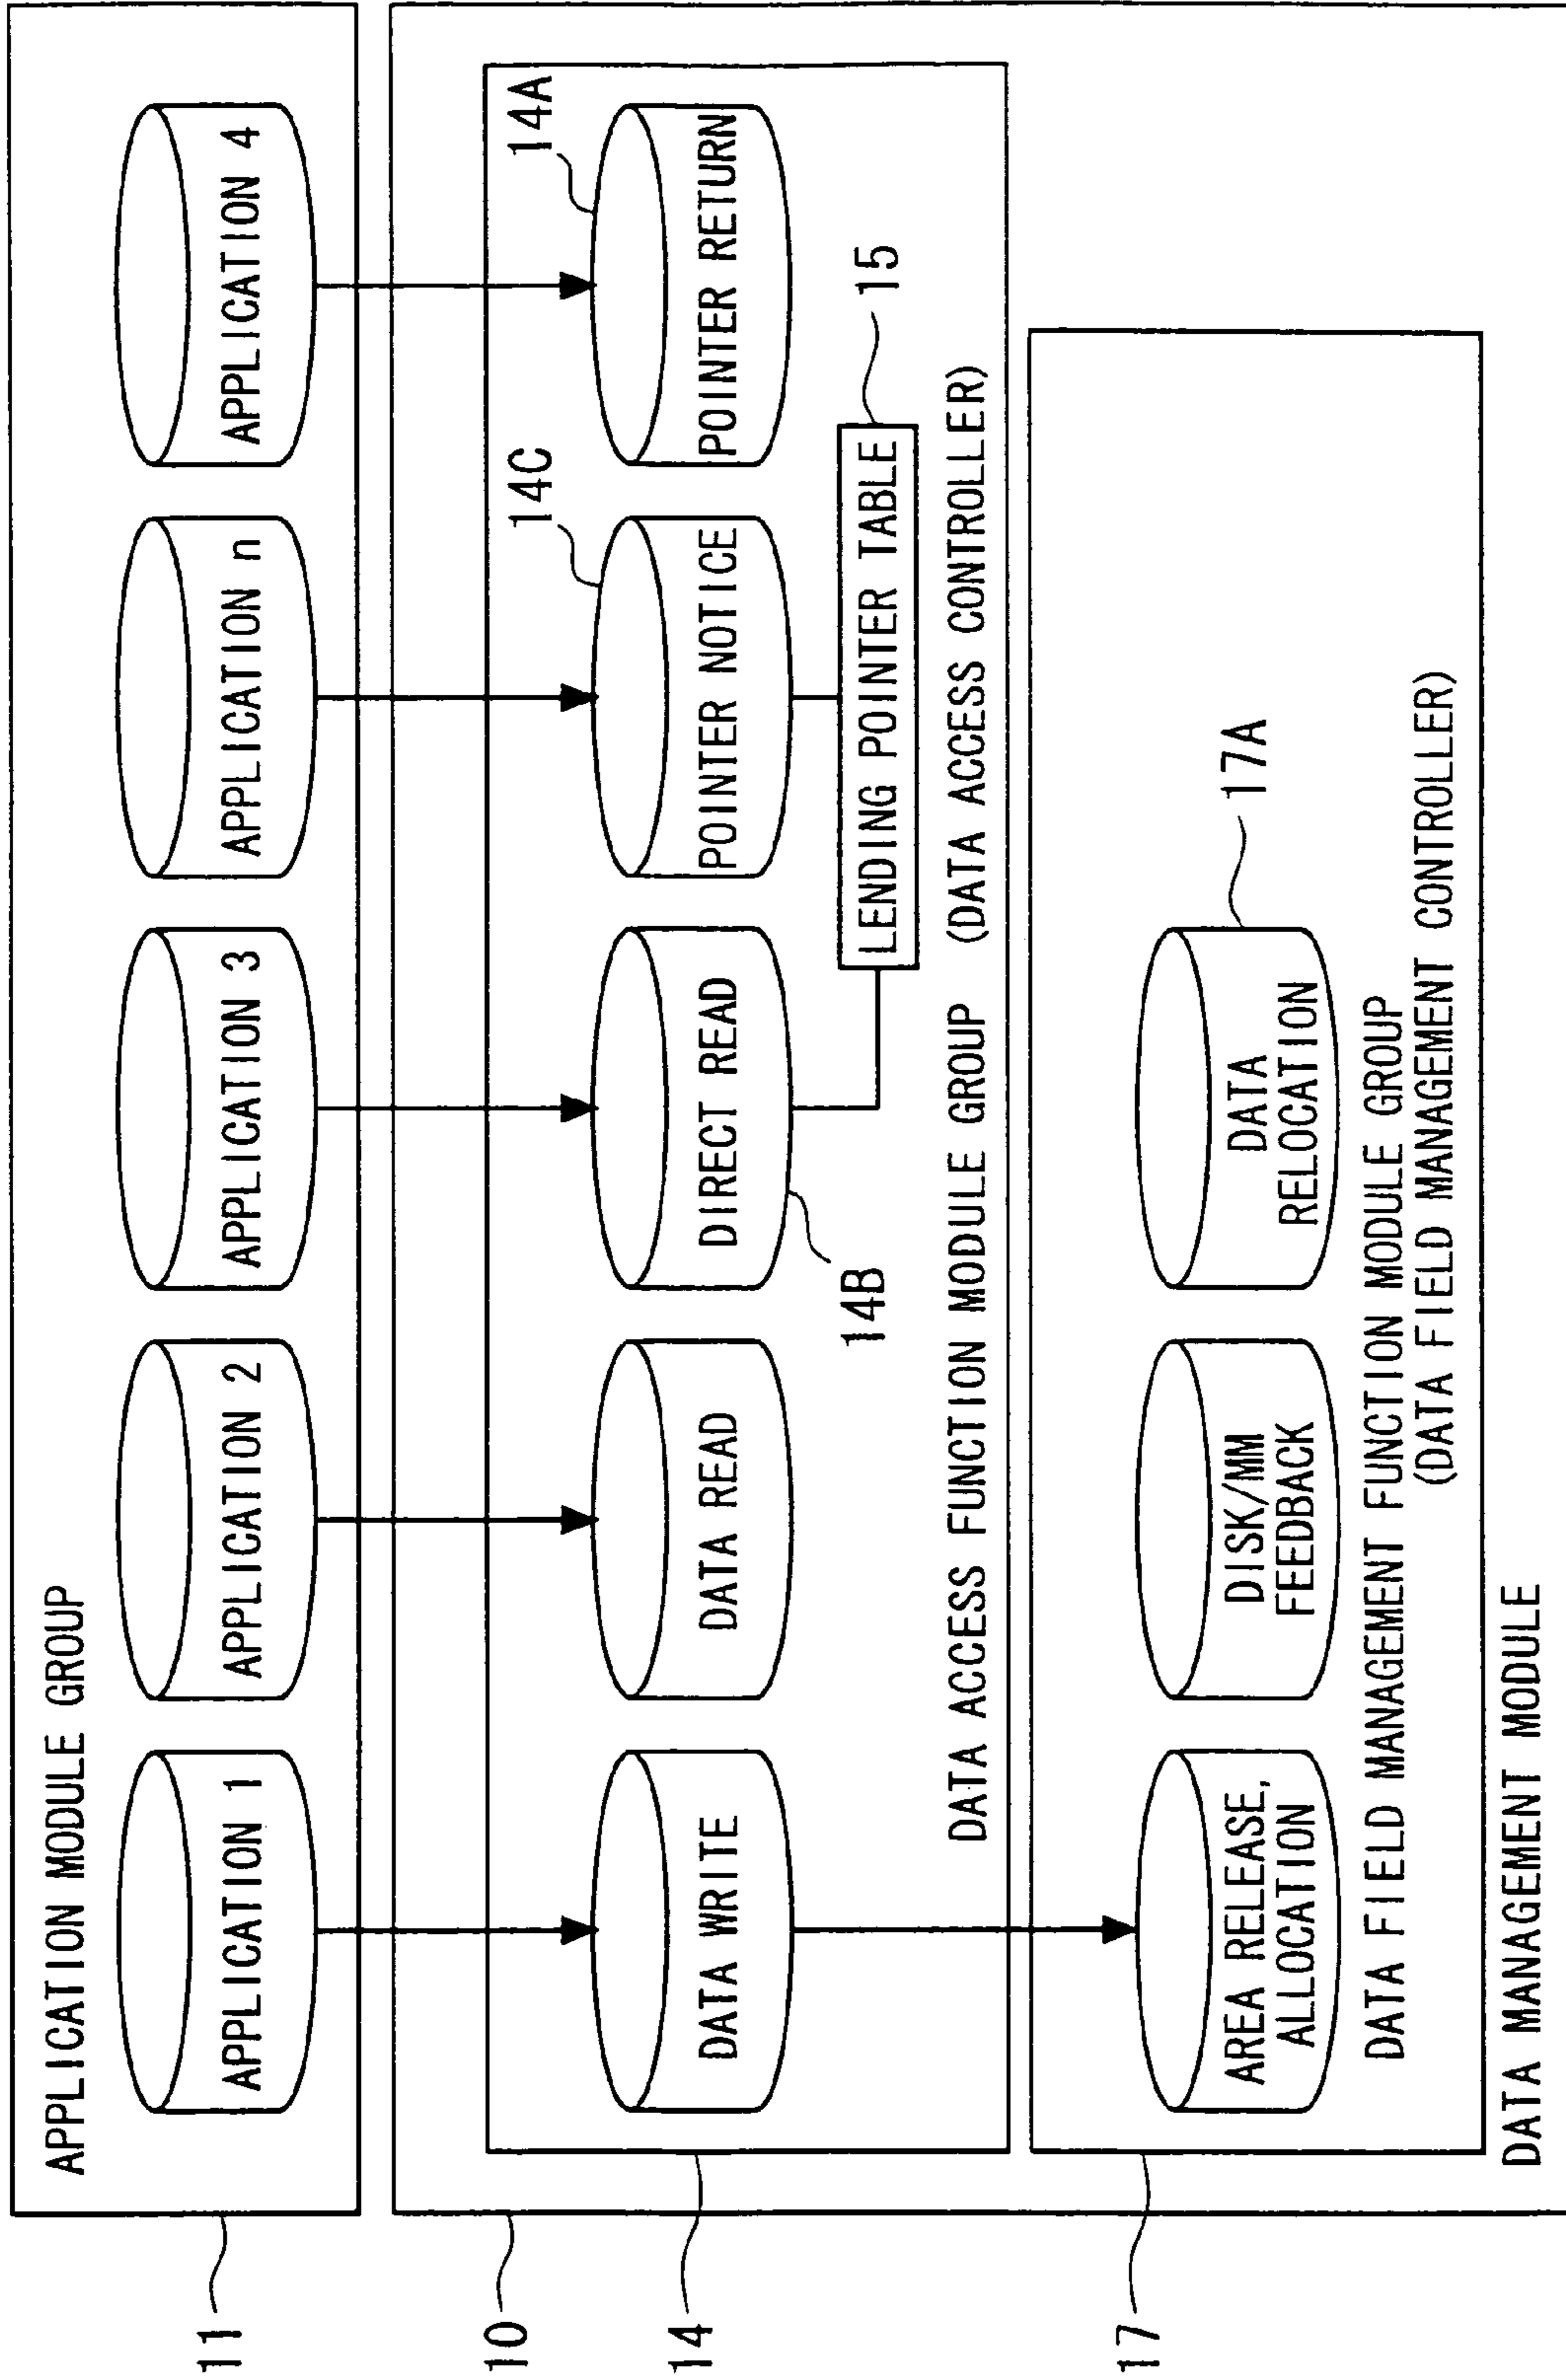 APPLICATION MODULE GROUP
11
APPLICATION 1
APPLICATION 2
APPLICATION 3
APPLICATION n
APPLICATION 4
10
14
14C
14A
DATA WRITE
DATA READ
DIRECT READ
POINTER NOTICE
POINTER RETURN
14B
LENDING POINTER TABLE
15
DATA ACCESS FUNCTION MODULE GROUP (DATA ACCESS CONTROLLER)
17
AREA RELEASE,
ALLOCATION
DISK/MM
FEEDBACK
DATA
RELOCATION
17A
DATA FIELD MANAGEMENT FUNCTION MODULE GROUP
(DATA FIELD MANAGEMENT CONTROLLER)
DATA MANAGEMENT MODULE